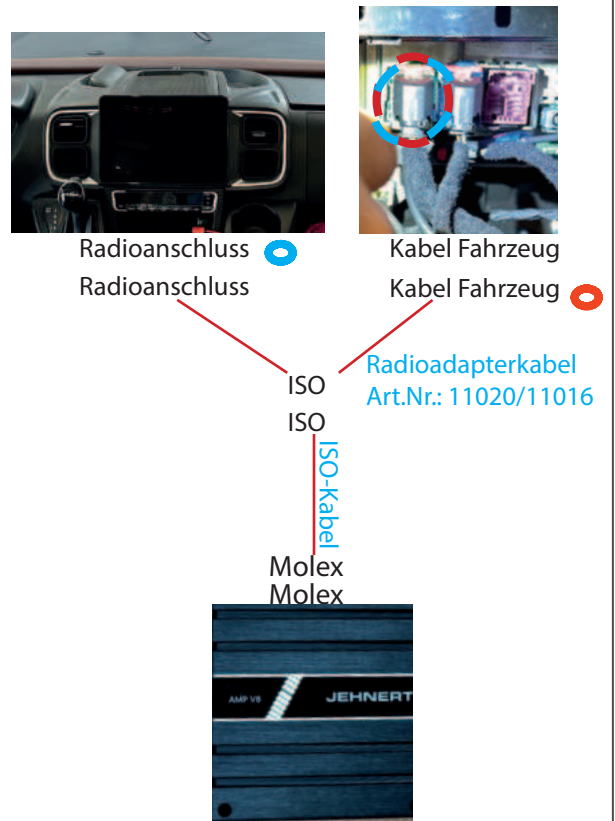 Radioanschluss
Kabel Fahrzeug
Radioanschluss
Kabel Fahrzeug
Radioadapterkabel
Art.Nr.: 11020/11016
ISO
ISO
ISO-Kabel
Molex
Molex
AMP V8
JEHNERT